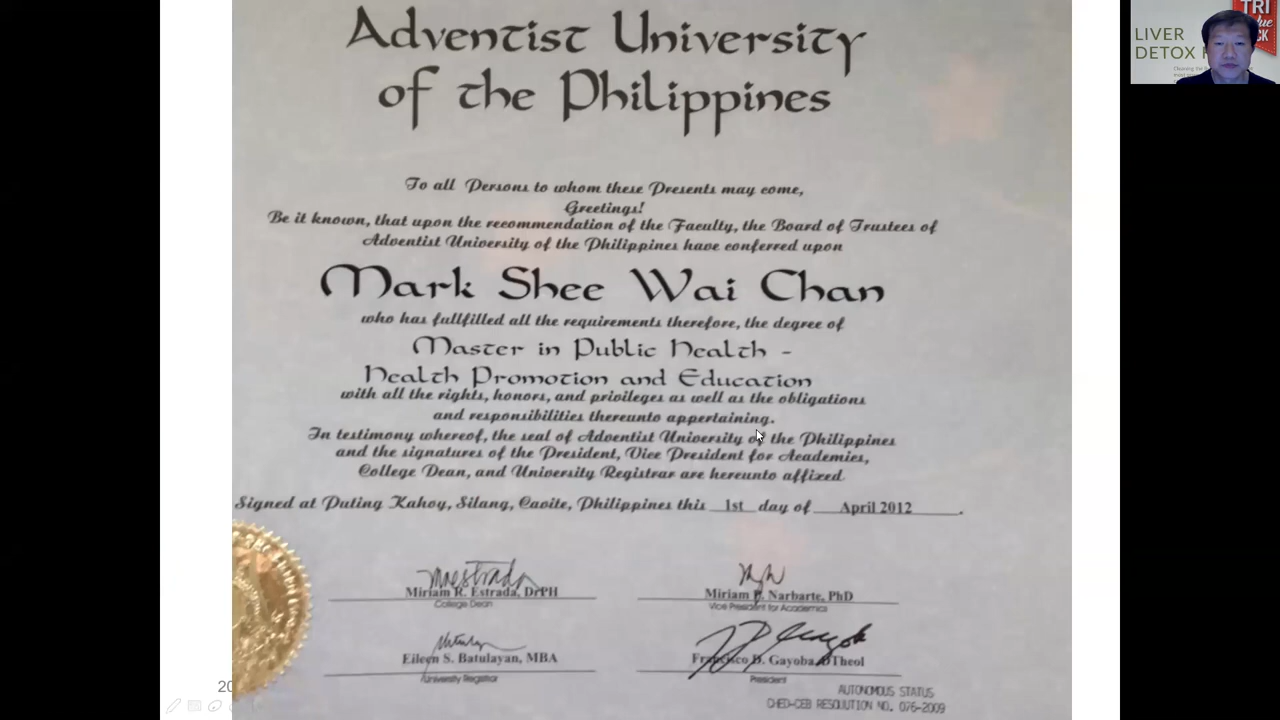 Adventist University
of the Philippines
To all Persons to whom these Presents may come,
Greetings!
Be it known, that upon the recommendation of the Faculty, the Board of Trustees of
Adventist University of the Philippines have conferred upon
Mark Shee Wai Chan
who has fullfilled all the requirements therefore, the degree of
Master in Public Health -
Health Promotion and Education
with all the rights, honors, and privileges as well as the obligations
and responsibilities thereunto appertaining.
In testimony whereof, the seal of Adventist University of the Philippines
and the signatures of the President, Vice President for Academics,
College Dean, and University Registrar are hereunto affixed.
Signed at Puting Kahoy, Silang, Cavite, Philippines this 1st day of April 2012.
Miriam R. Estrada, DrPH
College Dean
Miriam Narbarte, PhD
Vice President for Academics
Eileen S. Batulayan, MBA
University Registrar
Francisco D. Gayoba, DTheol
President
AUTONOMOUS STATUS
CHED-CEB RESOLUTION NO. 076-2009
20
LIVER
DETOX
TRI